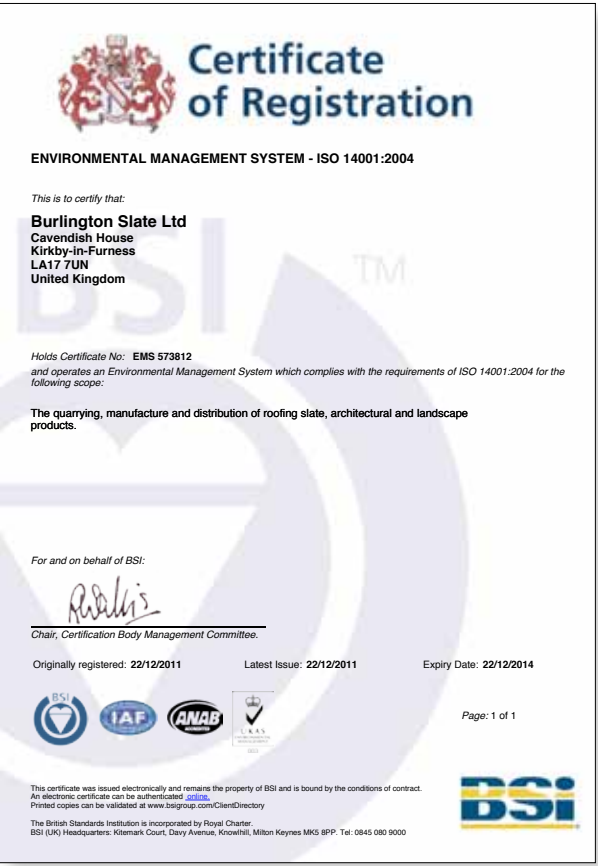 Certificate
of Registration
ENVIRONMENTAL MANAGEMENT SYSTEM - ISO 14001:2004
This is to certify that:
Burlington Slate Ltd
Cavendish House
Kirkby-in-Furness
LA17 7UN
United Kingdom
BSI
TM
Holds Certificate No: EMS 573812
and operates an Environmental Management System which complies with the requirements of ISO 14001:2004 for the
following scope:
The quarrying, manufacture and distribution of roofing slate, architectural and landscape
products.
For and on behalf of BSI:
Chair, Certification Body Management Committee.
Originally registered: 22/12/2011 Latest Issue: 22/12/2011 Expiry Date: 22/12/2014
BSI
IAF
ANAB
ACCREDITED
UKAS
Page: 1 of 1
This certificate was issued electronically and remains the property of BSI and is bound by the conditions of contract.
An electronic certificate can be authenticated online.
Printed copies can be validated at www.bsigroup.com/ClientDirectory
The British Standards Institution is incorporated by Royal Charter.
BSI (UK) Headquarters: Kitemark Court, Davy Avenue, Knowlhill, Milton Keynes MK5 8PP. Tel: 0845 080 9000
BSi